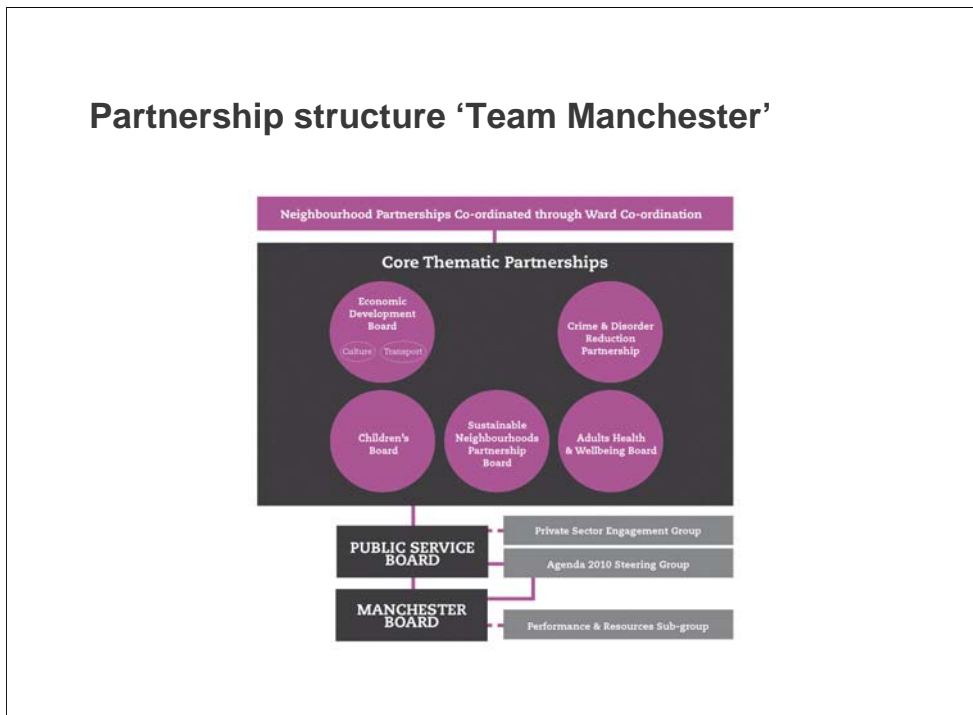 Partnership structure ‘Team Manchester’
Neighbourhood Partnerships Co-ordinated through Ward Co-ordination
Core Thematic Partnerships
Economic
Development
Board
Culture
Transport
Crime & Disorder
Reduction
Partnership
Children's
Board
Sustainable
Neighbourhoods
Partnership
Board
Adults Health
& Wellbeing Board
PUBLIC SERVICE
BOARD
Private Sector Engagement Group
Agenda 2010 Steering Group
MANCHESTER
BOARD
Performance & Resources Sub-group